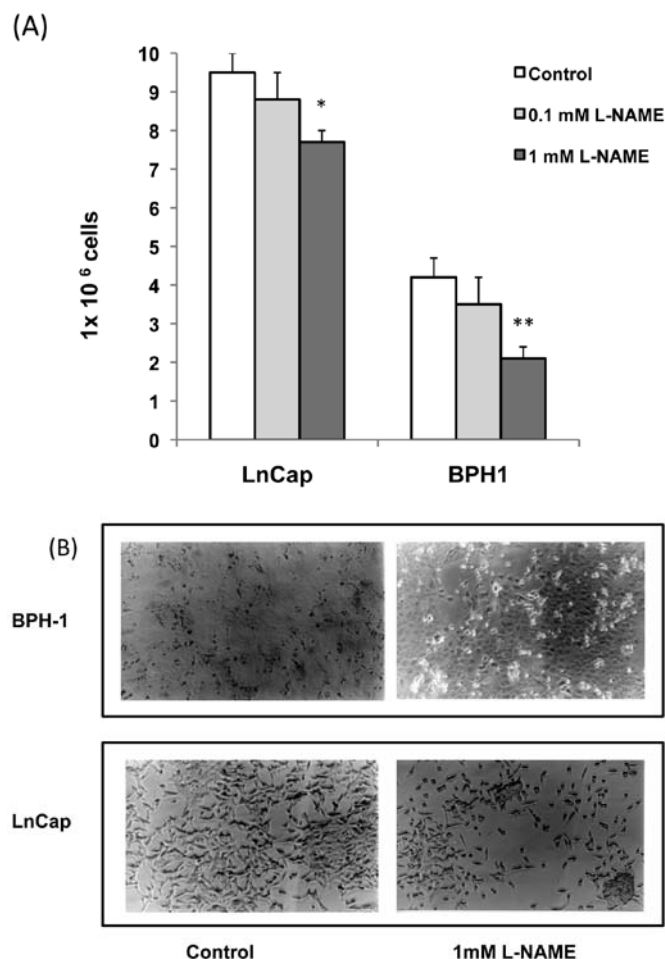 (A)
10
9
8
7
6
5
4
3
2
1
0
1x 10 6 cells
*
**
Control
0.1 mM L-NAME
1 mM L-NAME
LnCap BPH1
(B)
BPH-1
LnCap
Control 1mM L-NAME